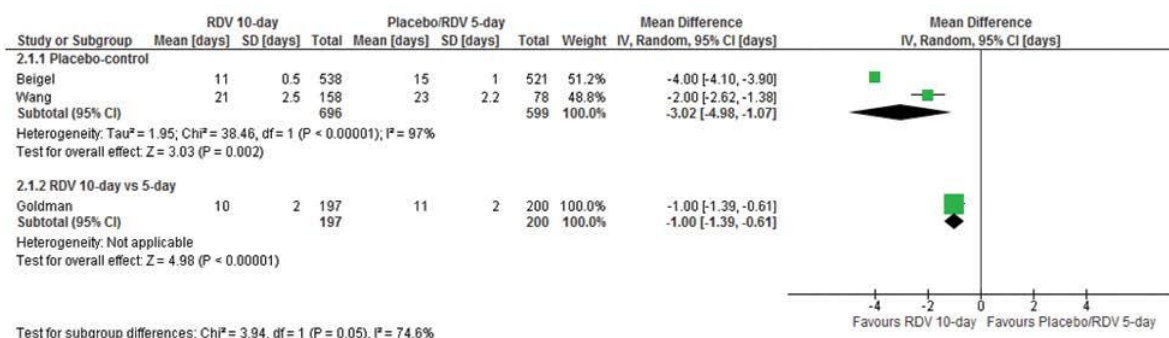 RDV 10-day Placebo/RDV 5-day Mean Difference Mean Difference
Study or Subgroup Mean [days] SD [days] Total Mean [days] SD [days] Total Weight IV, Random, 95% CI [days] IV, Random, 95% CI [days]
2.1.1 Placebo-control
Beigel 11 0.5 538 15 1 521 51.2% -4.00 [-4.10, -3.90]
Wang 21 2.5 158 23 2.2 78 48.8% -2.00 [-2.62, -1.38]
Subtotal (95% CI) 696 599 100.0% -3.02 [-4.98, -1.07]
Heterogeneity: Tau² = 1.95; Chi² = 38.46, df = 1 (P < 0.00001); I² = 97%
Test for overall effect: Z = 3.03 (P = 0.002)
2.1.2 RDV 10-day vs 5-day
Goldman 10 2 197 11 2 200 100.0% -1.00 [-1.39, -0.61]
Subtotal (95% CI) 197 200 100.0% -1.00 [-1.39, -0.61]
Heterogeneity: Not applicable
Test for overall effect: Z = 4.98 (P < 0.00001)
-4 -2 0 2 4
Favours RDV 10-day Favours Placebo/RDV 5-day
Test for subgroup differences: Chi² = 3.94, df = 1 (P = 0.05), I² = 74.6%